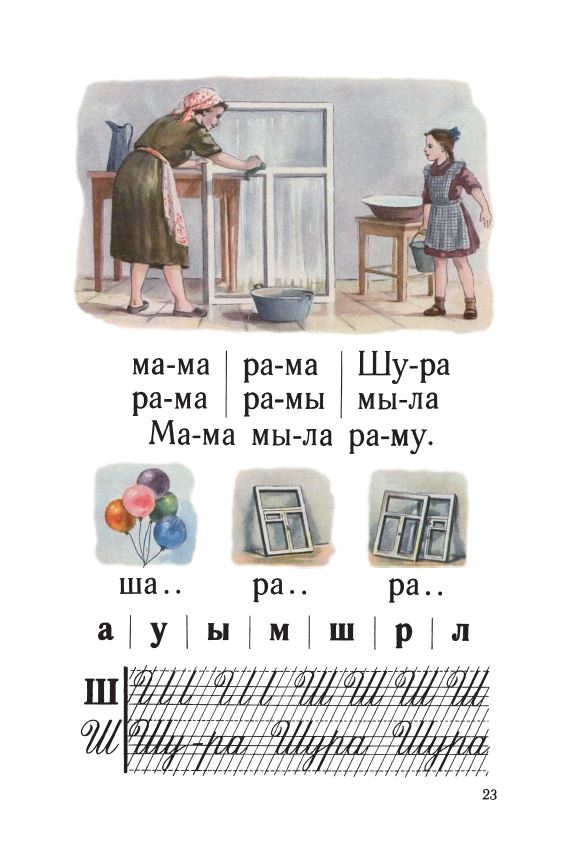 ма-ма | ра-ма | Шу-ра
ра-ма | ра-мы | мы-ла
Ма-ма мы-ла ра-му.
ша.. ра.. ра..
а | у | ы | м | ш | р | л
Ш Ш Ш Ш Ш Ш Ш
Ш Шу-ра Шура Шура
23